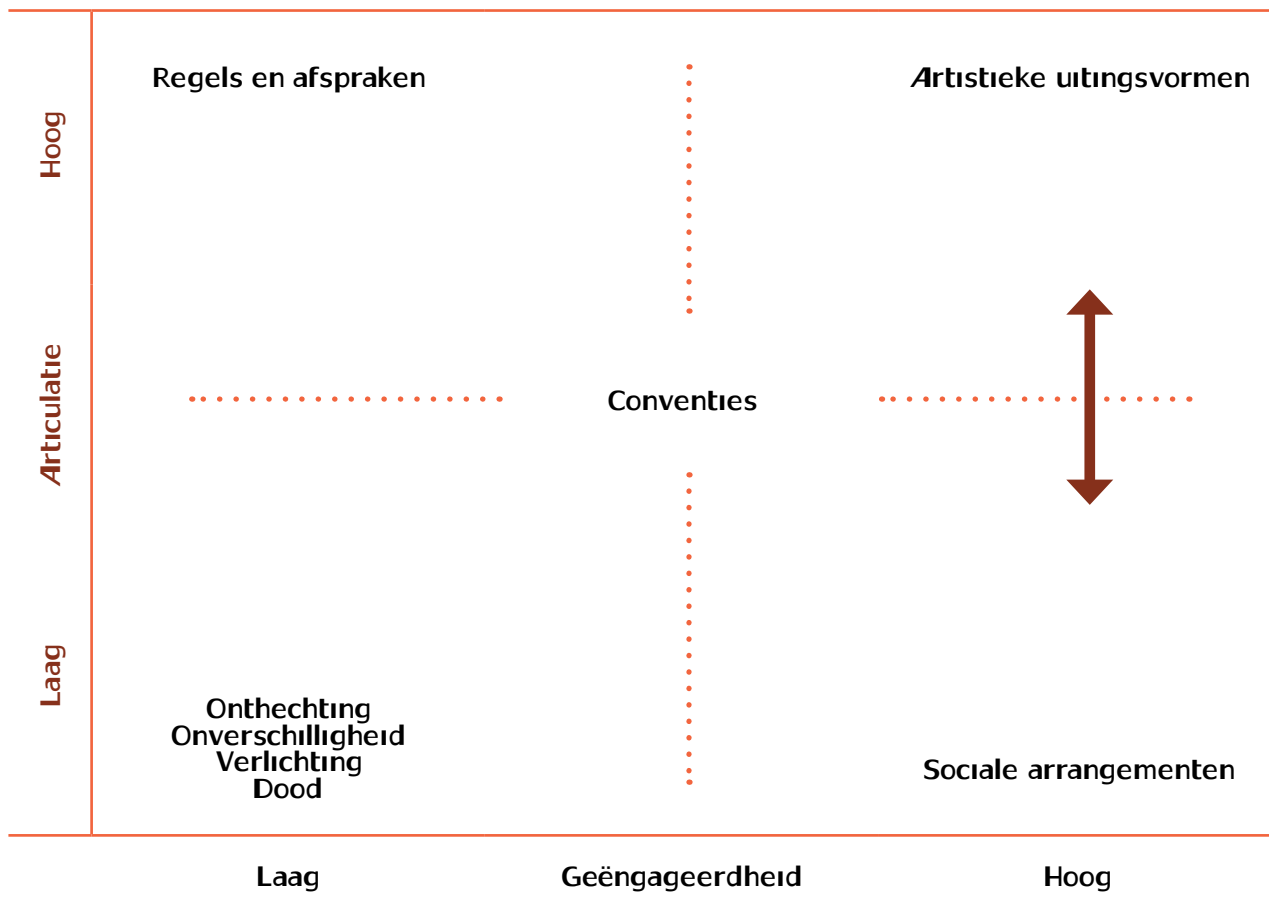 Hoog
Regels en afspraken
Artistieke uitingsvormen
Articulatie
Conventies
Laag
Onthechting
Onverschilligheid
Verlichting
Dood
Sociale arrangementen
Laag
Geëngageerdheid
Hoog